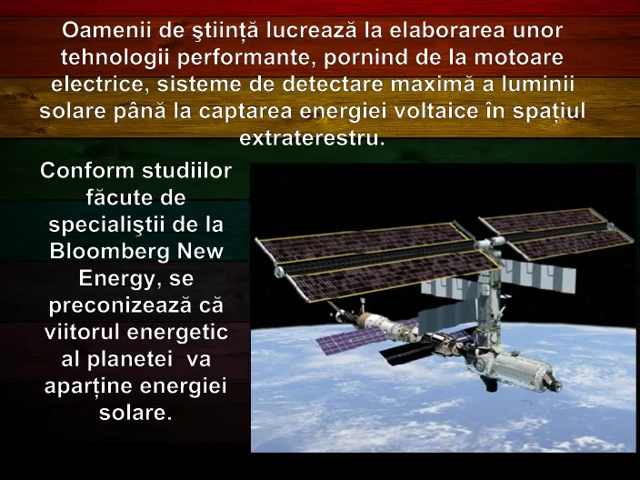 Oamenii de ştiinţă lucrează la elaborarea unor
tehnologii performante, pornind de la motoare
electrice, sisteme de detectare maximă a luminii
solare până la captarea energiei voltaice în spaţiul
extraterestru.
Conform studiilor
făcute de
specialiştii de la
Bloomberg New
Energy, se
preconizează că
viitorul energetic
al planetei  va
aparţine energiei
solare.